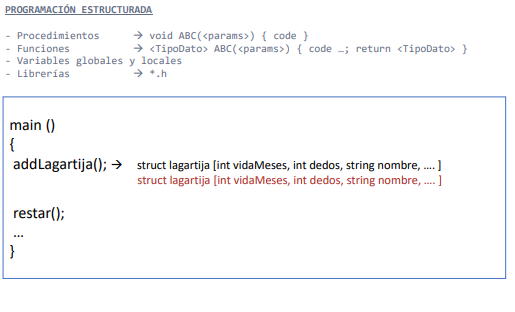 PROGRAMACIÓN ESTRUCTURADA
- Procedimientos → void ABC(<params>) { code }
- Funciones → <TipoDato> ABC(<params>) { code …; return <TipoDato> }
- Variables globales y locales
- Librerías → *.h
main ()
{
addLagartija(); → struct lagartija [int vidaMeses, int dedos, string nombre, …. ]
struct lagartija [int vidaMeses, int dedos, string nombre, …. ]
restar();
…
}